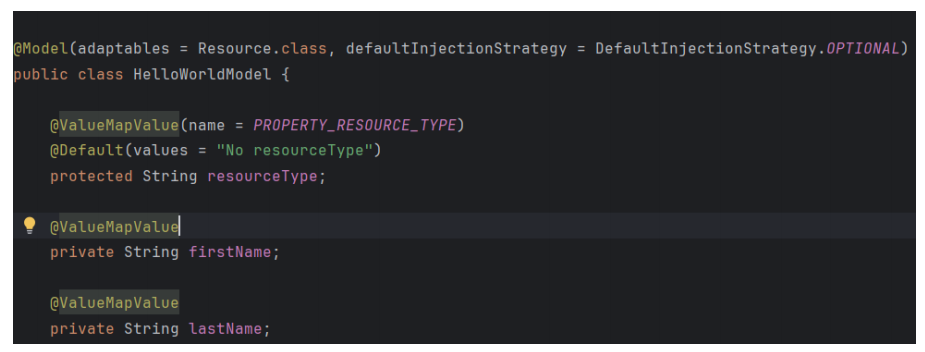 @Model(adaptables = Resource.class, defaultInjectionStrategy = DefaultInjectionStrategy.OPTIONAL)
public class HelloWorldModel {
@ValueMapValue(name = PROPERTY_RESOURCE_TYPE)
@Default(values = "No resourceType")
protected String resourceType;
@ValueMapValue
private String firstName;
@ValueMapValue
private String lastName;